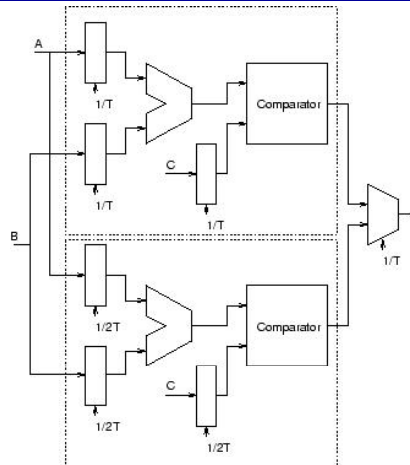 A
1/T
Comparator
C
1/T
1/T
B
1/T
1/2T
Comparator
C
1/2T
1/2T